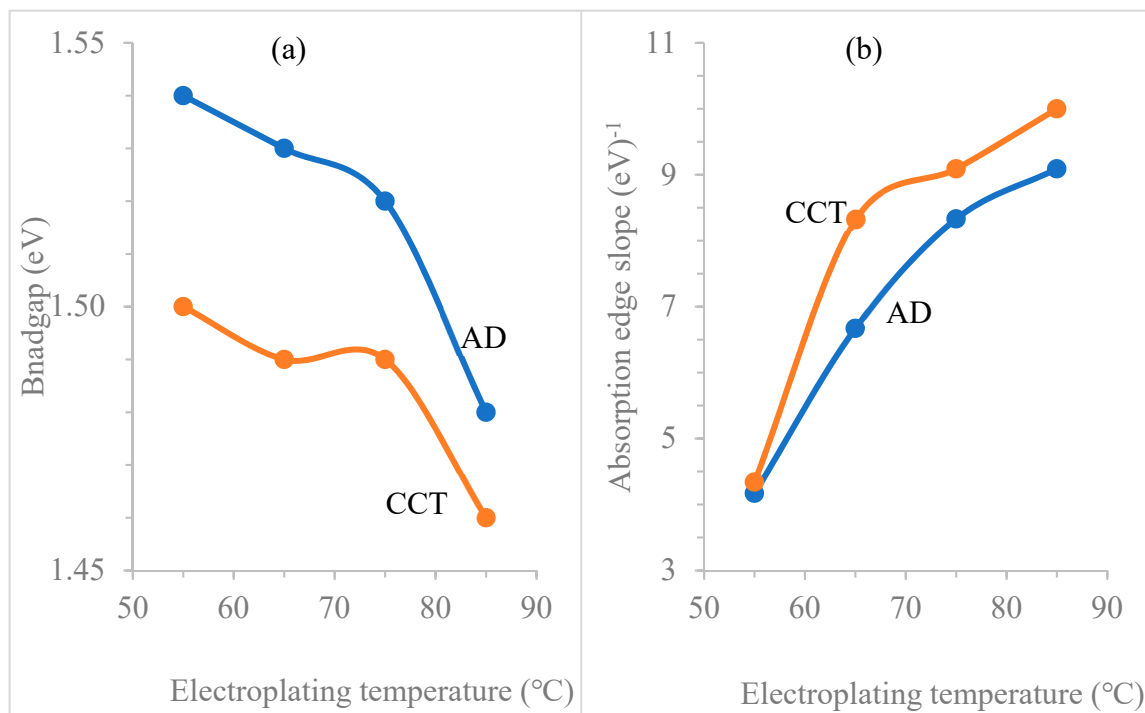 (a)
1.55
1.50
1.45
Bnadgap (eV)
AD
CCT
50 60 70 80 90
Electroplating temperature (°C)
(b)
11
9
7
5
3
Absorption edge slope (eV)-1
CCT
AD
50 60 70 80 90
Electroplating temperature (°C)